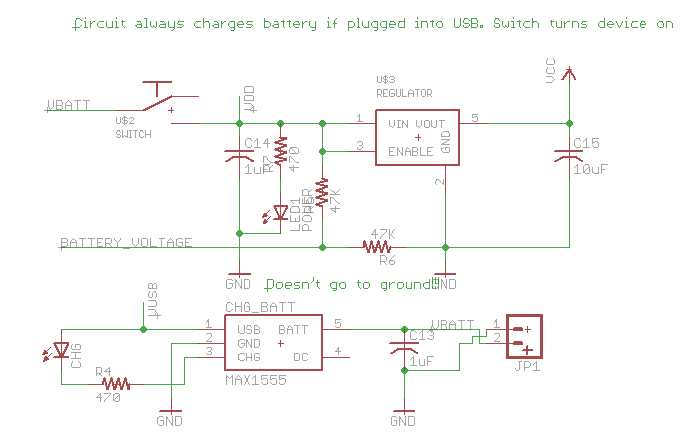 Circuit always charges battery if plugged into USB. Switch turns device on
VBATT
U$2
SWITCH
VDD
C14
1uF
R7
470
LED1
POWER
47K
U$3
REGULATOR
1
3
VIN VOUT
ENABLE
GND
5
2
VCC
C15
10uF
BATTERY_VOLTAGE
47K
R6
GND
GND
Doesn't go to ground!!
VUSB
CHG_BATT
CHG
R4
470
1
2
3
USB
GND
CHG
BATT
DC
5
4
MAX1555
GND
VBATT
C13
1uF
GND
1
2
JP1